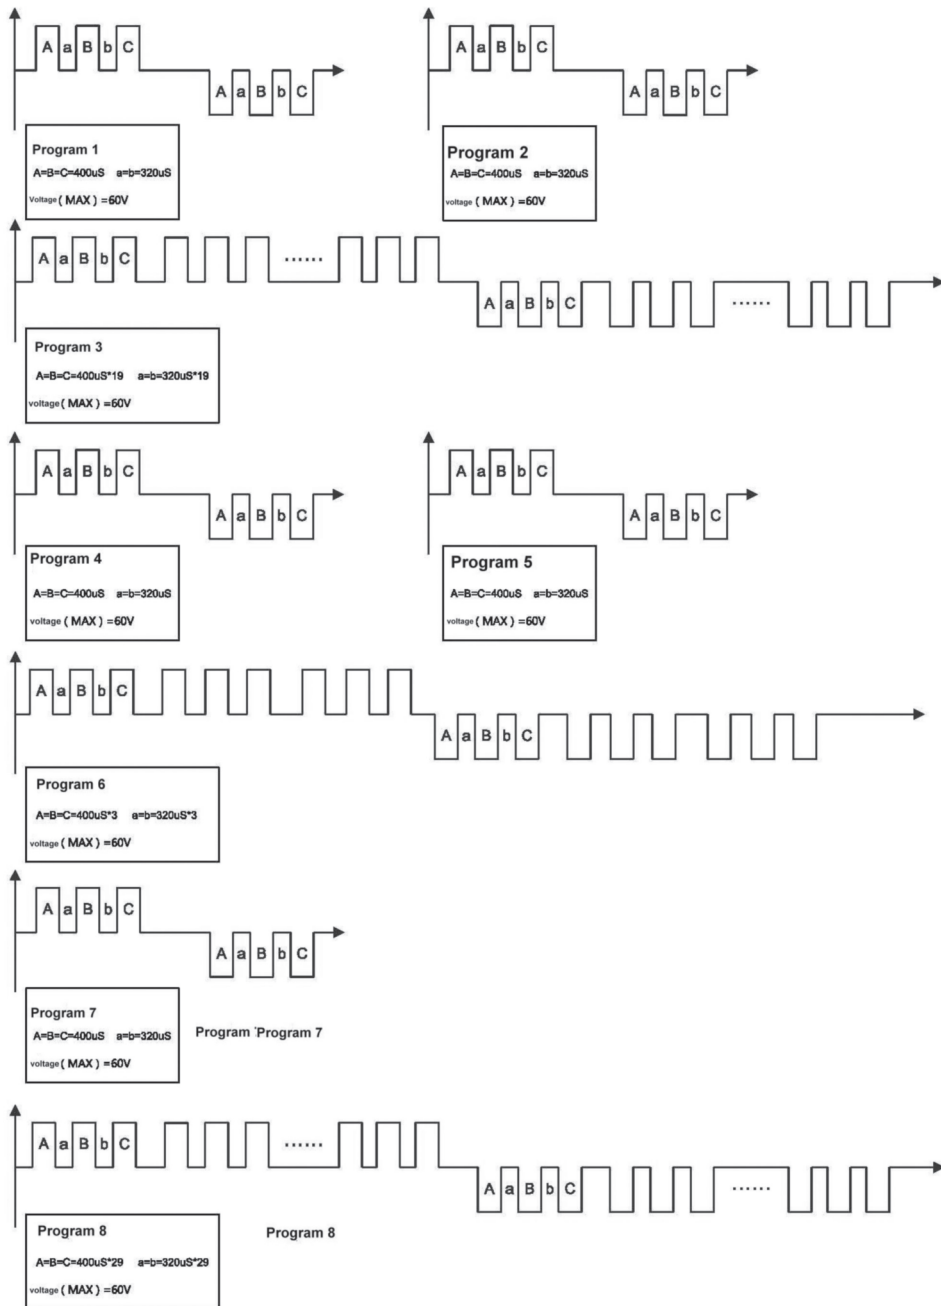 A a B b C
A a B b C
Program 1
A=B=C=400uS a=b=320uS
Voltage(MAX)=60V
A a B b C
A a B b C
Program 2
A=B=C=400uS a=b=320uS
voltage(MAX)=60V
A a B b C ······
A a B b C ······
Program 3
A=B=C=400uS*19 a=b=320uS*19
voltage(MAX)=60V
A a B b C
A a B b C
Program 4
A=B=C=400uS a=b=320uS
voltage(MAX)=60V
A a B b C
A a B b C
Program 5
A=B=C=400uS a=b=320uS
voltage(MAX)=60V
A a B b C
A a B b C
Program 6
A=B=C=400uS*3 a=b=320uS*3
voltage(MAX)=60V
A a B b C
A a B b C
Program 7
A=B=C=400uS a=b=320uS
voltage(MAX)=60V
Program Program 7
A a B b C ······
A a B b C ······
Program 8
A=B=C=400uS*29 a=b=320uS*29
voltage(MAX)=60V
Program 8